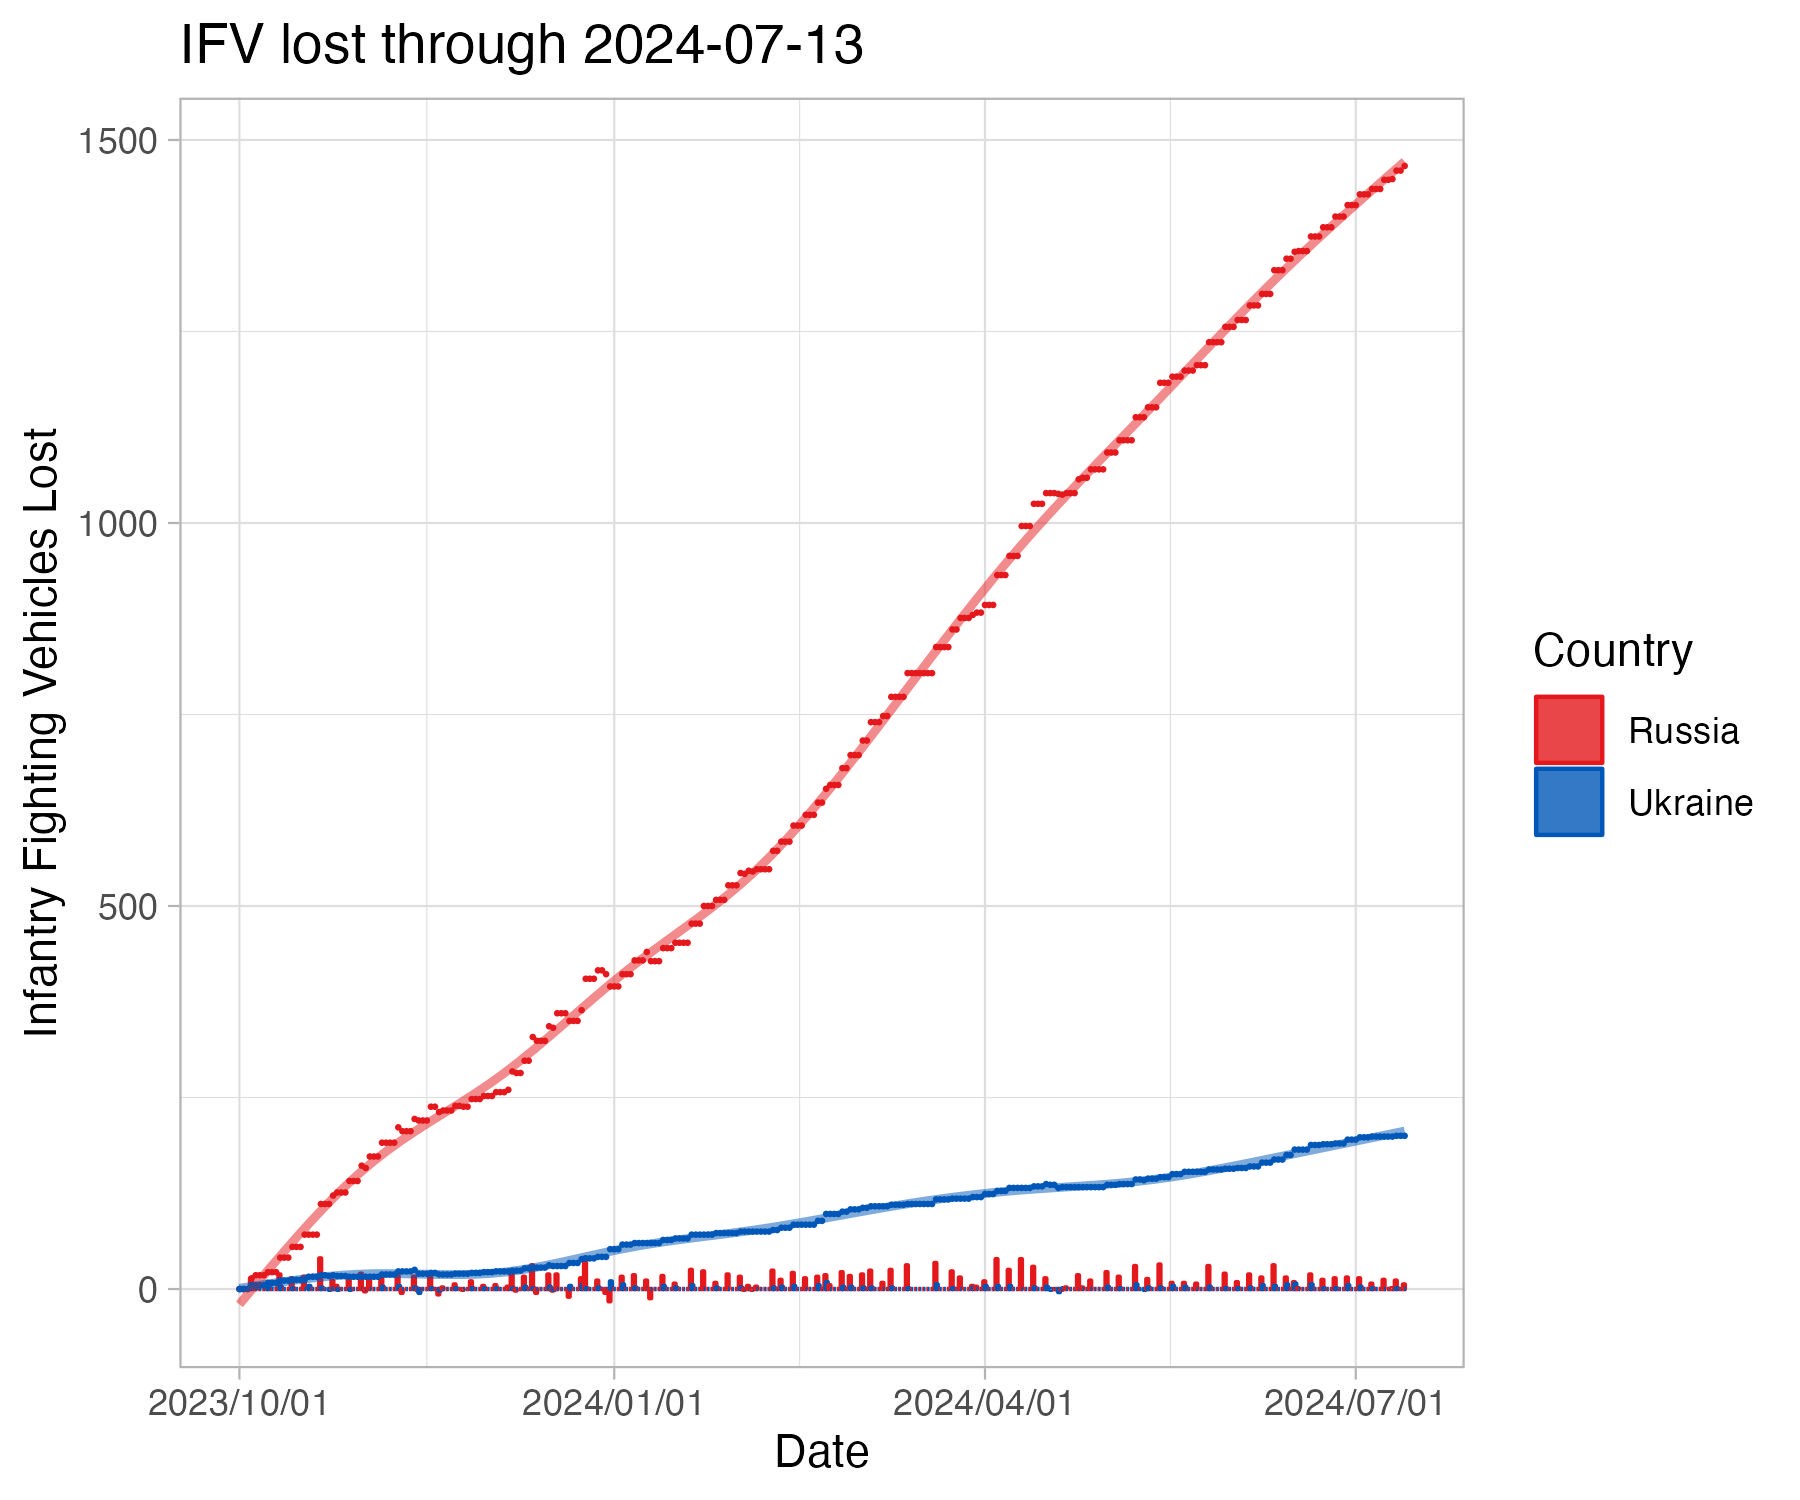 IFV lost through 2024-07-13
Infantry Fighting Vehicles Lost
1500
1000
500
0
2023/10/01
2024/01/01
2024/04/01
2024/07/01
Date
Country
Russia
Ukraine